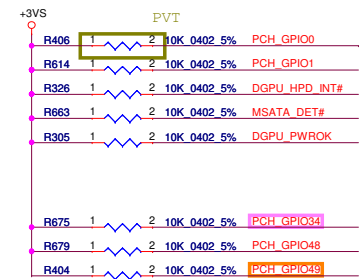 +3VS
PVT
R406 1 2 10K_0402_5% PCH_GPIO0
R614 1 2 10K_0402_5% PCH_GPIO1
R326 1 2 10K_0402_5% DGPU_HPD_INT#
R663 1 2 10K_0402_5% MSATA_DET#
R305 1 2 10K_0402_5% DGPU_PWROK
R675 1 2 10K_0402_5% PCH_GPIO34
R679 1 2 10K_0402_5% PCH_GPIO48
R404 1 2 10K_0402_5% PCH_GPIO49